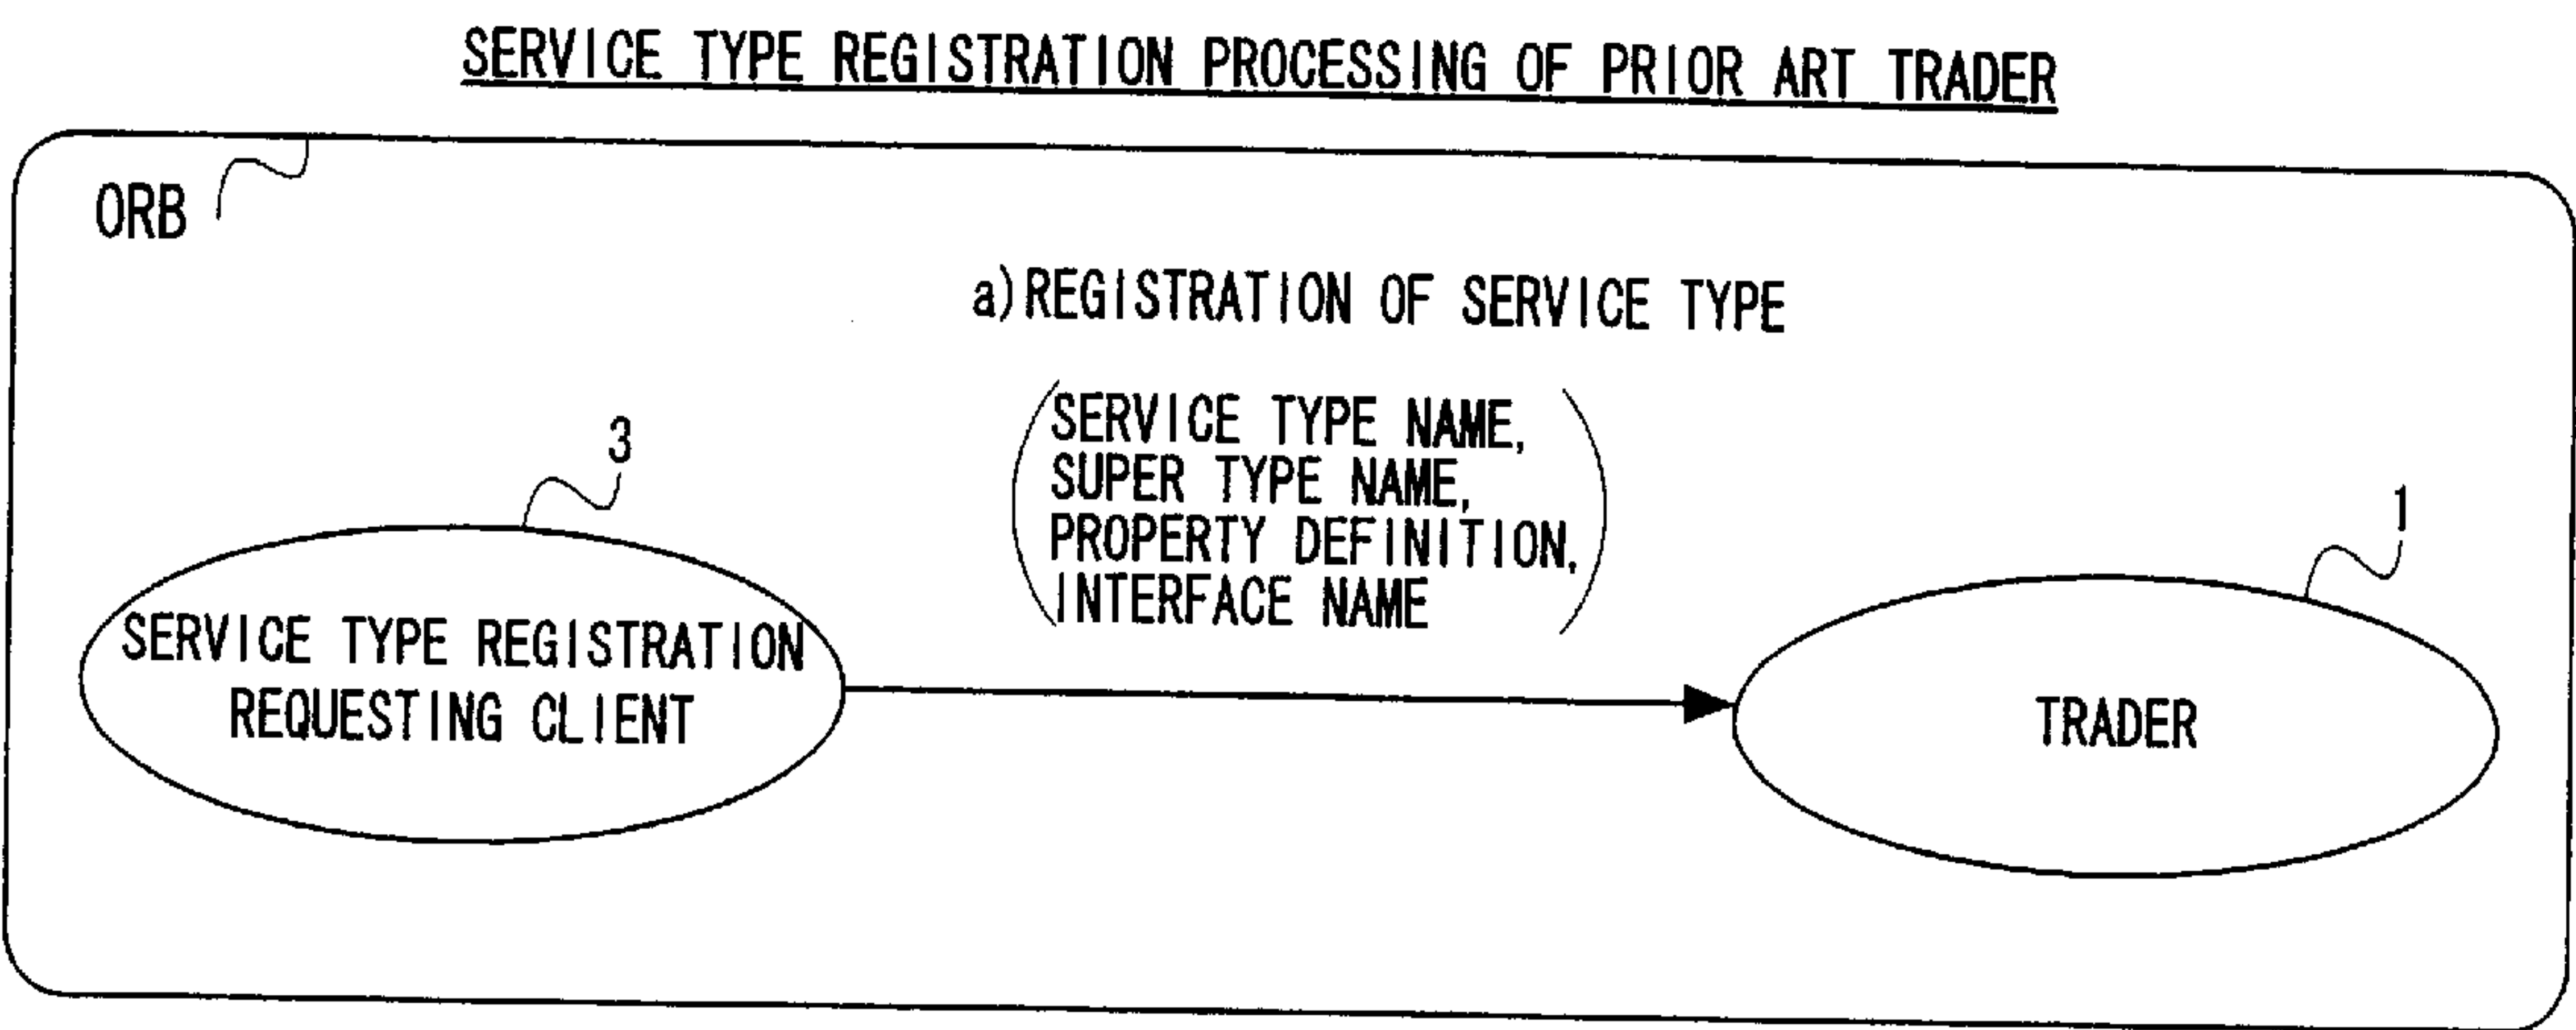 SERVICE TYPE REGISTRATION PROCESSING OF PRIOR ART TRADER
ORB
a)REGISTRATION OF SERVICE TYPE
SERVICE TYPE NAME,
SUPER TYPE NAME,
PROPERTY DEFINITION,
INTERFACE NAME
3
SERVICE TYPE REGISTRATION
REQUESTING CLIENT
1
TRADER